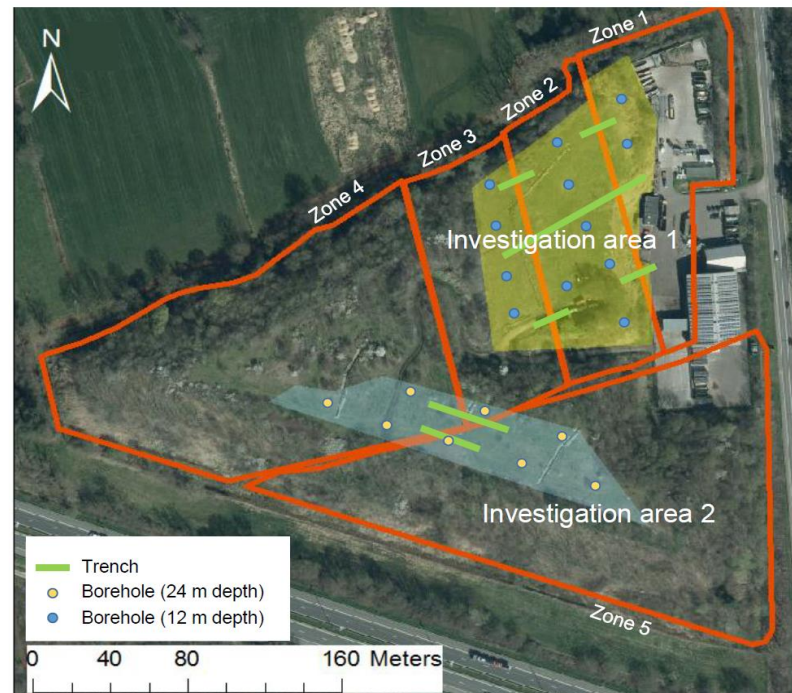 N
Zone 1
Zone 2
Zone 3
Zone 4
Investigation area 1
Investigation area 2
Zone 5
Trench
Borehole (24 m depth)
Borehole (12 m depth)
0 40 80 160 Meters